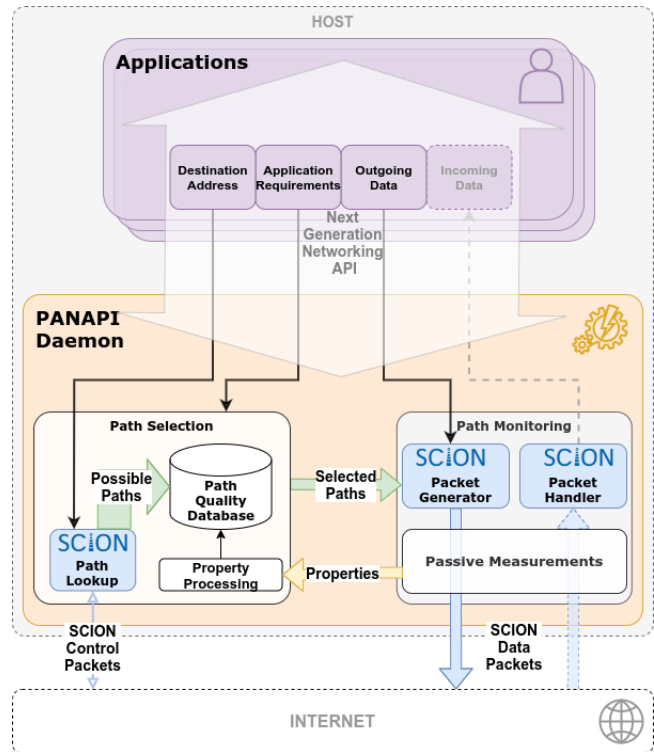 HOST
Applications
Destination
Address
Application
Requirements
Outgoing
Data
Incoming
Data
Next
Generation
Networking
API
PANAPI
Daemon
Path Selection
Path Monitoring
Possible
Paths
Path
Quality
Database
Selected
Paths
SCION
Packet
Generator
SCION
Packet
Handler
SCION
Path
Lookup
Property
Processing
Properties
Passive Measurements
SCION
Control
Packets
SCION
Data
Packets
INTERNET